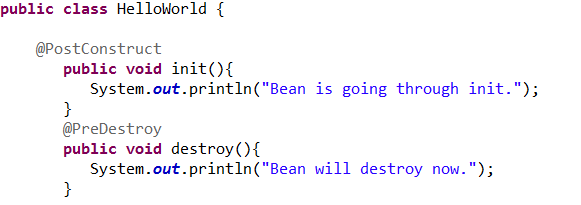 public class HelloWorld {
@PostConstruct
public void init(){
System.out.println("Bean is going through init.");
}
@PreDestroy
public void destroy(){
System.out.println("Bean will destroy now.");
}